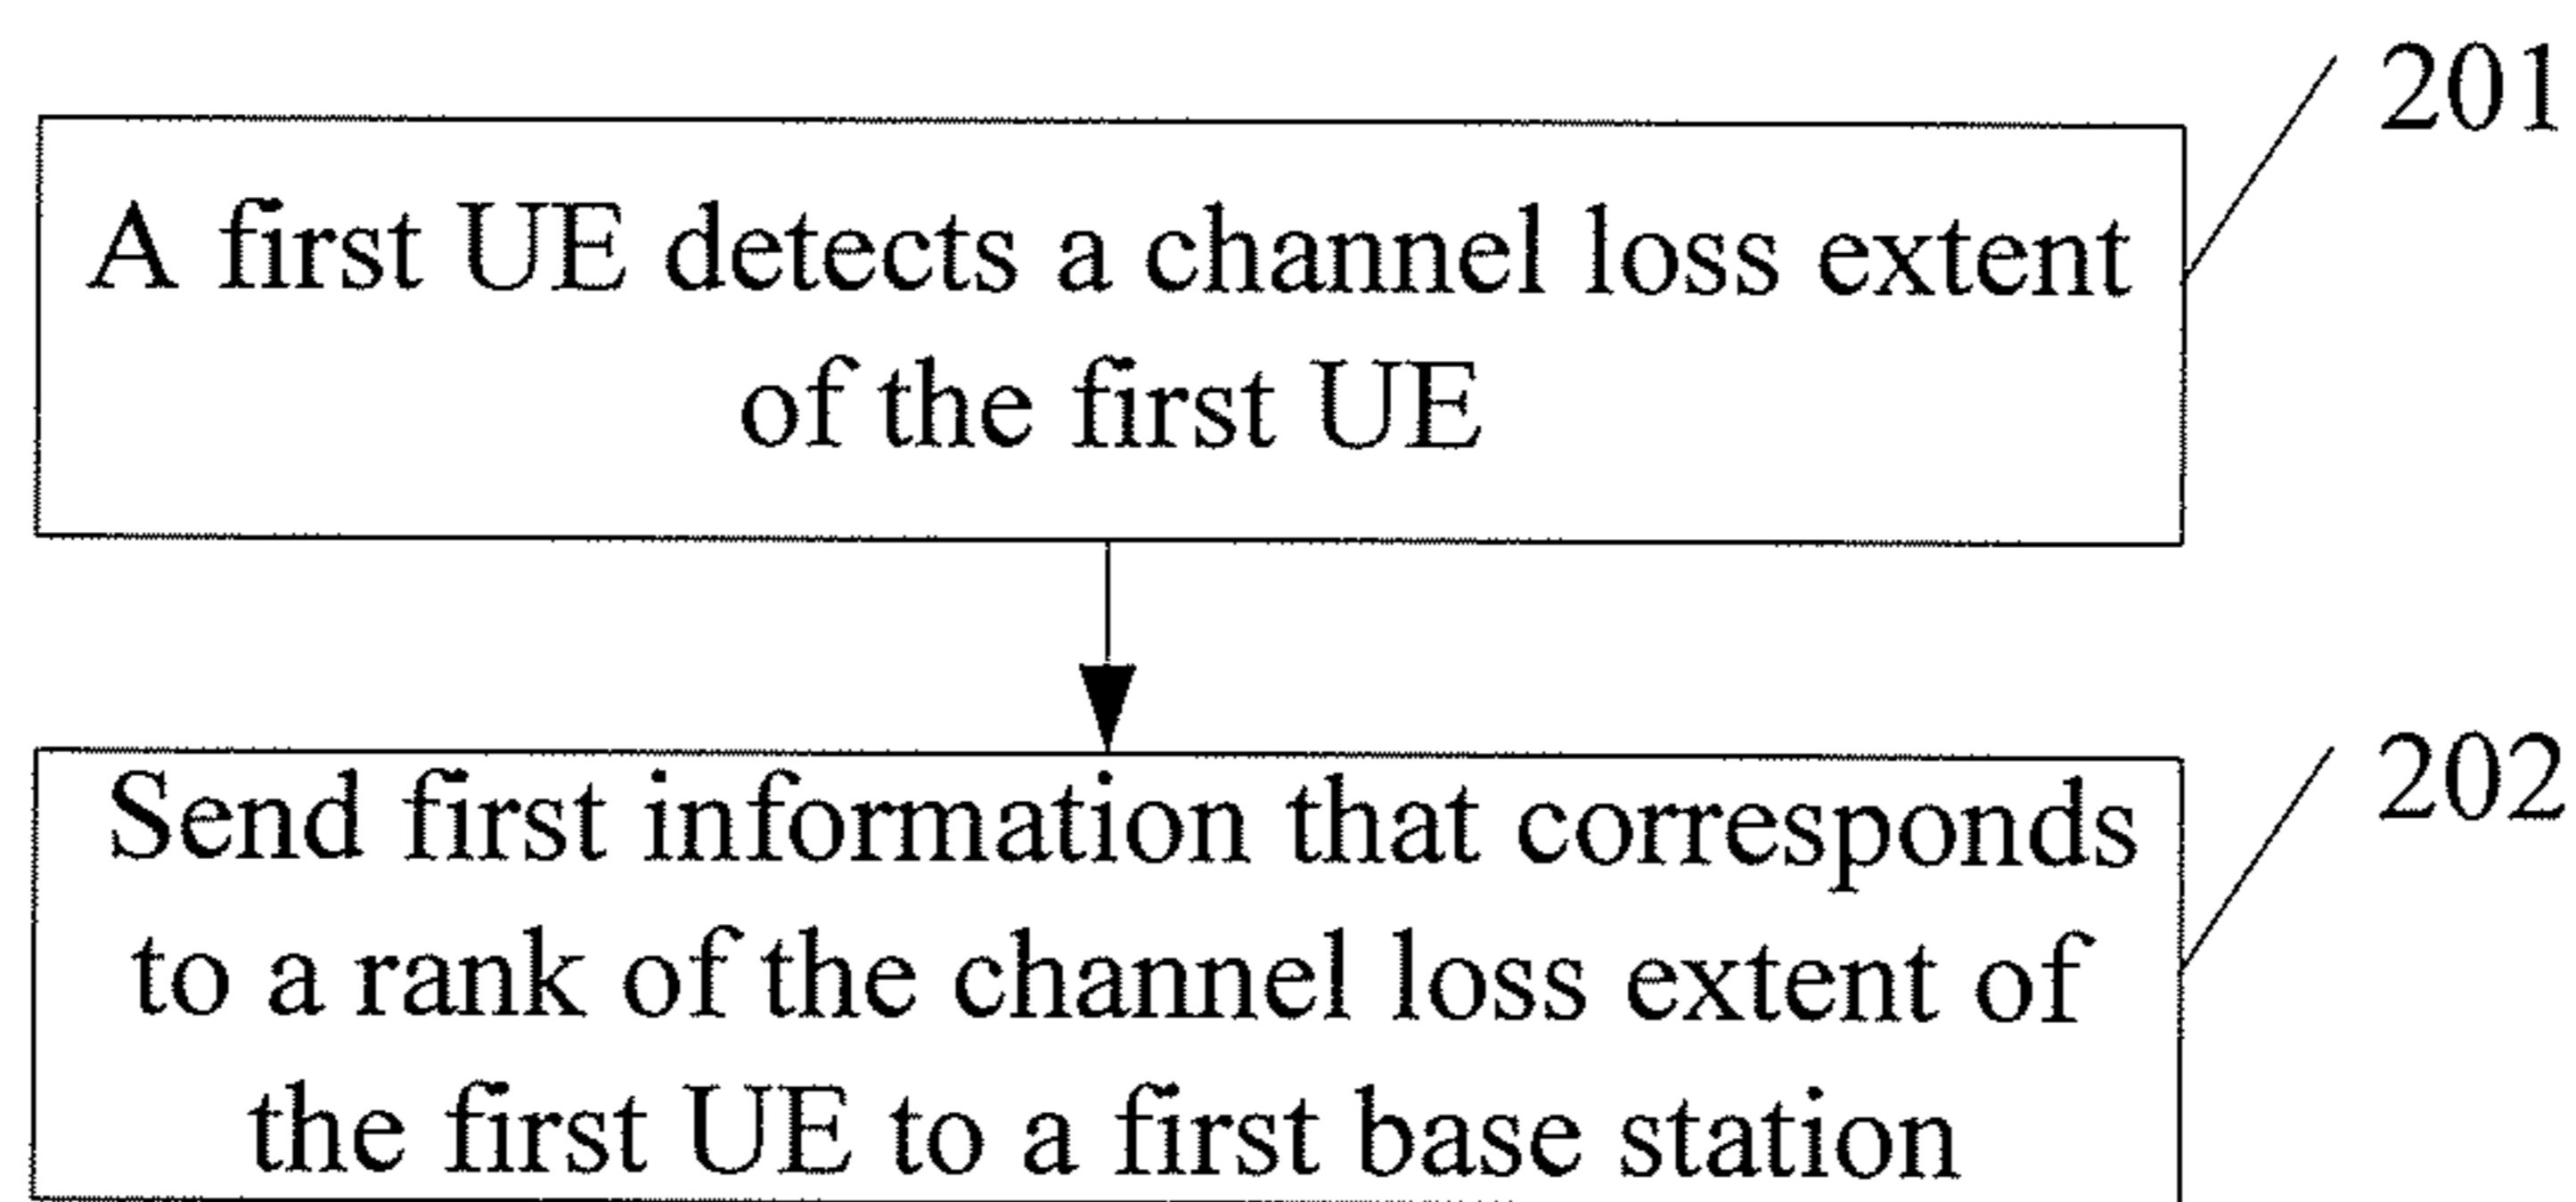 201
A first UE detects a channel loss extent
of the first UE
202
Send first information that corresponds
to a rank of the channel loss extent of
the first UE to a first base station